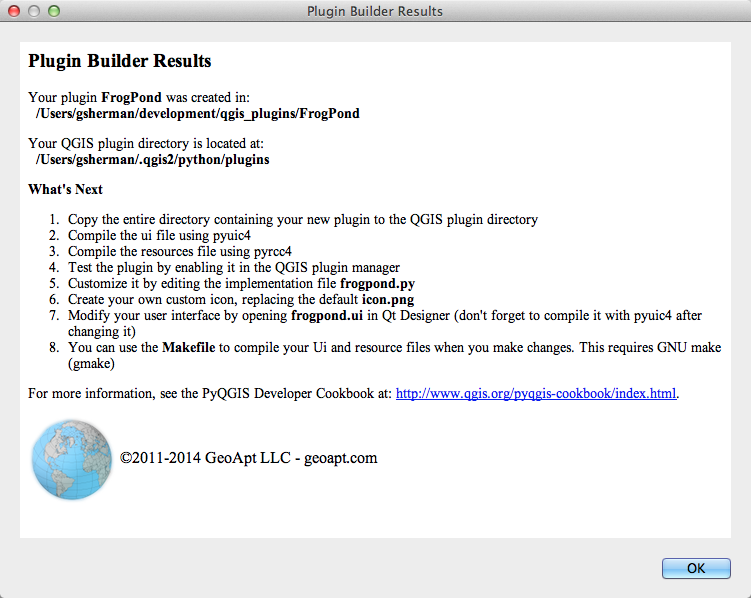 Plugin Builder Results
Plugin Builder Results
Your plugin FrogPond was created in:
/Users/gsherman/development/qgis_plugins/FrogPond
Your QGIS plugin directory is located at:
/Users/gsherman/.qgis2/python/plugins
What's Next
1. Copy the entire directory containing your new plugin to the QGIS plugin directory
2. Compile the ui file using pyuic4
3. Compile the resources file using pyrcc4
4. Test the plugin by enabling it in the QGIS plugin manager
5. Customize it by editing the implementation file frogpond.py
6. Create your own custom icon, replacing the default icon.png
7. Modify your user interface by opening frogpond.ui in Qt Designer (don't forget to compile it with pyuic4 after
changing it)
8. You can use the Makefile to compile your Ui and resource files when you make changes. This requires GNU make
(gmake)
For more information, see the PyQGIS Developer Cookbook at: http://www.qgis.org/pyqgis-cookbook/index.html.
©2011-2014 GeoApt LLC - geoapt.com
OK